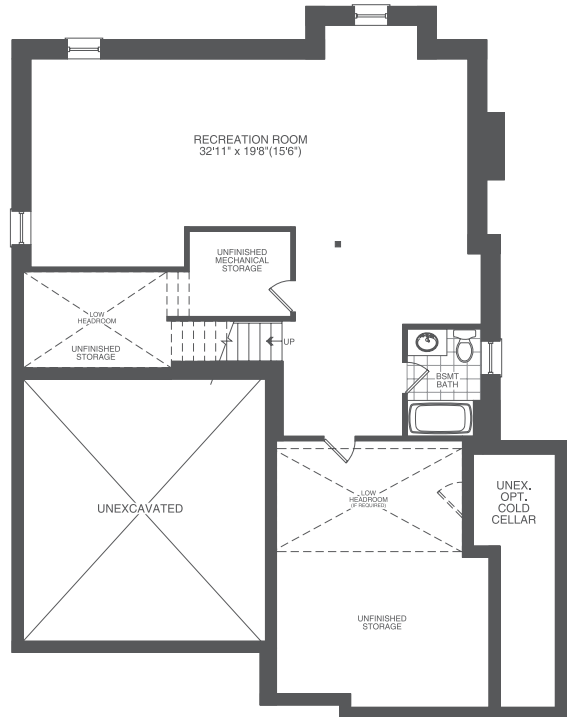 RECREATION ROOM
32'11" x 19'8"(15'6")
UNFINISHED
MECHANICAL
STORAGE
LOW
HEADROOM
UNFINISHED
STORAGE
UP
BSMT
BATH
UNEXCAVATED
LOW
HEADROOM
(IF REQUIRED)
UNEX.
OPT.
COLD
CELLAR
UNFINISHED
STORAGE